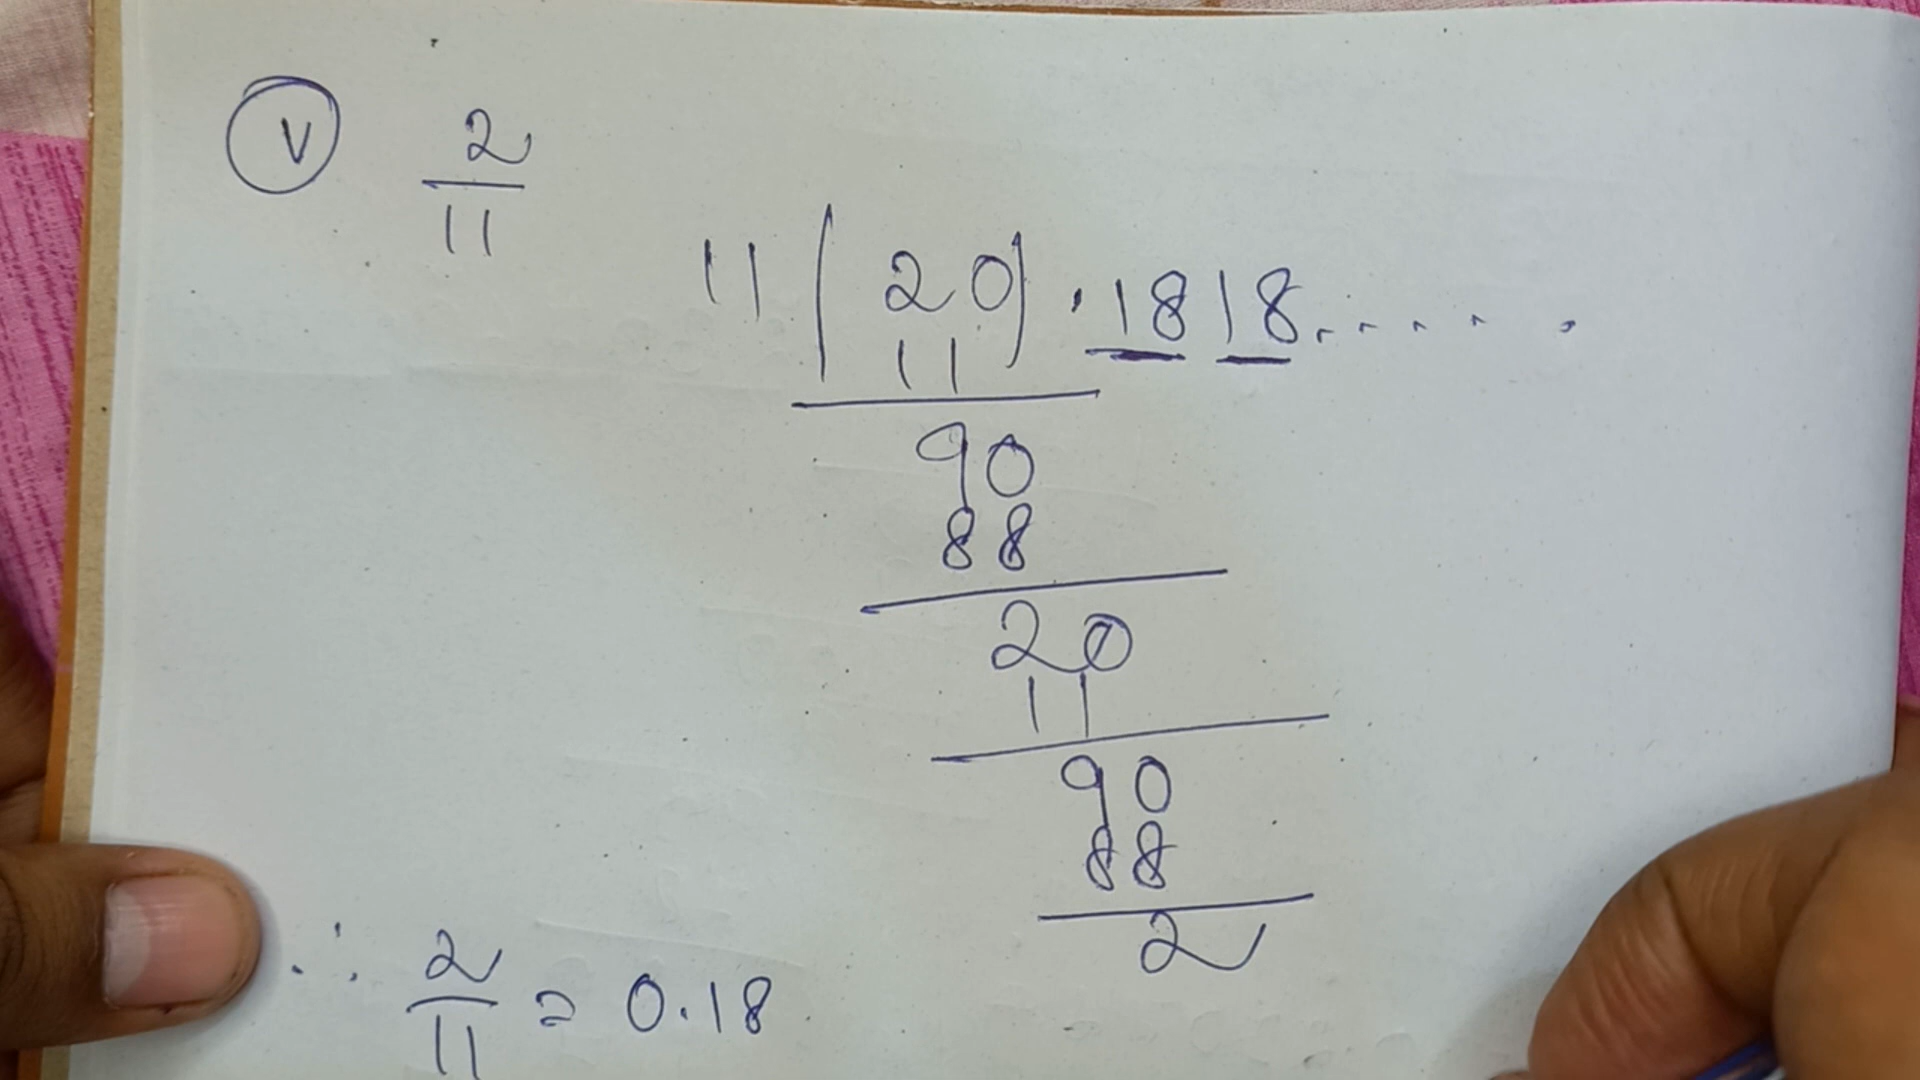 (V) 2/11
11 ( 20 ) .1818......
11
90
88
20
11
90
88
2
∴ 2/11 = 0.18